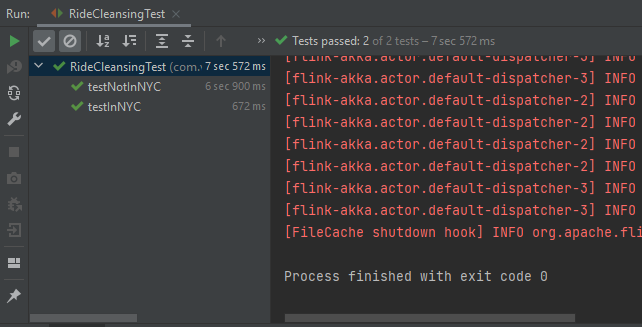 Run: RideCleansingTest
Tests passed: 2 of 2 tests – 7 sec 572 ms
RideCleansingTest (com. 7 sec 572 ms
testNotInNYC 6 sec 900 ms
testInNYC 672 ms
[flink-akka.actor.default-dispatcher-3] INFO
[flink-akka.actor.default-dispatcher-3] INFO
[flink-akka.actor.default-dispatcher-2] INFO
[flink-akka.actor.default-dispatcher-2] INFO
[flink-akka.actor.default-dispatcher-2] INFO
[flink-akka.actor.default-dispatcher-2] INFO
[flink-akka.actor.default-dispatcher-3] INFO
[flink-akka.actor.default-dispatcher-3] INFO
[FileCache shutdown hook] INFO org.apache.fli
Process finished with exit code 0